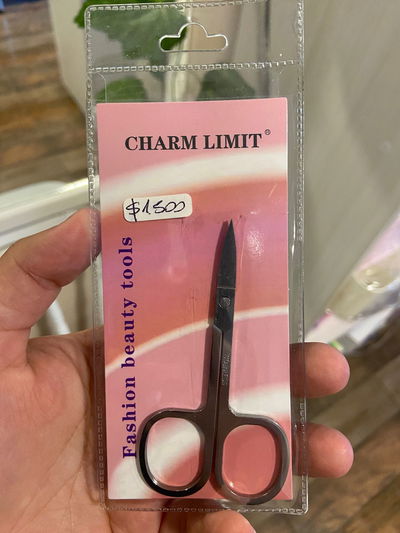 CHARM LIMIT®
$1500
Fashion beauty tools